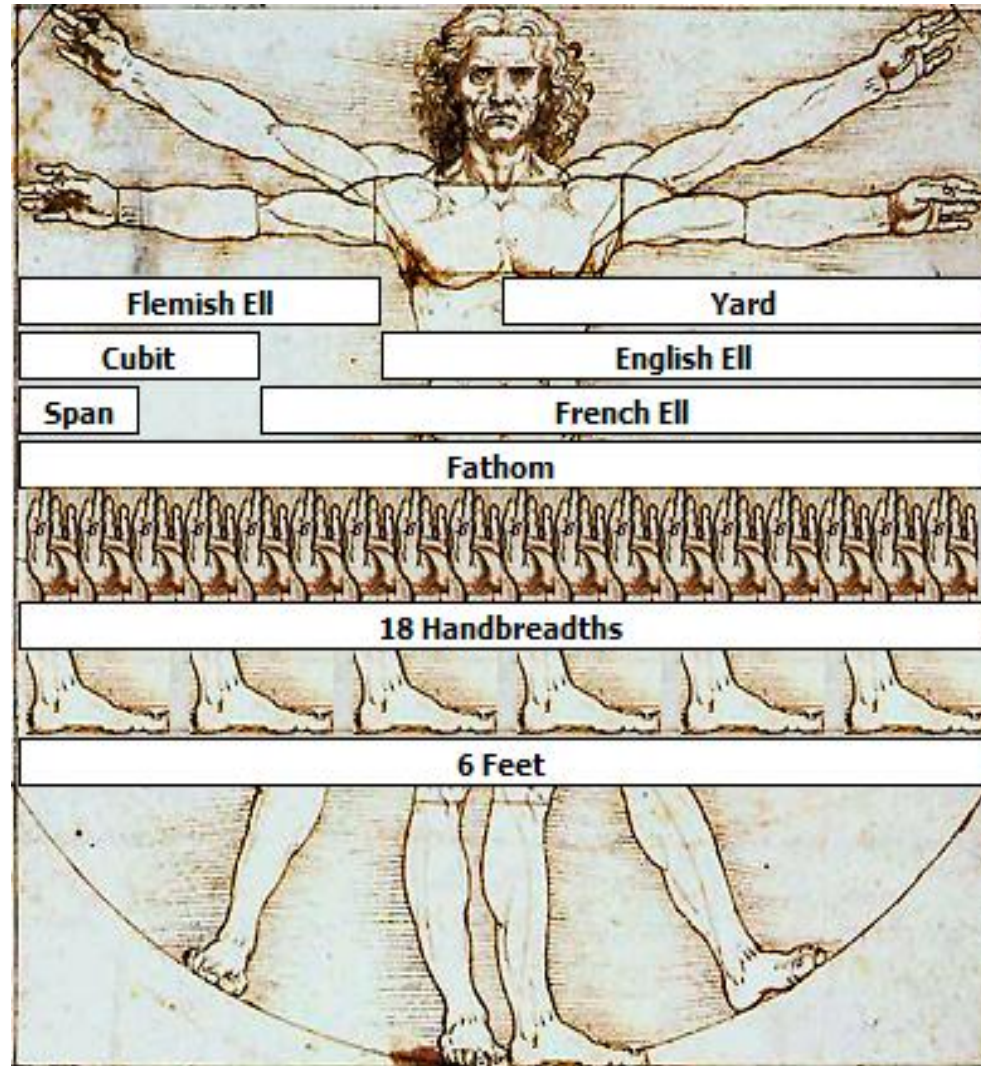 Flemish Ell
Yard
Cubit
English Ell
Span
French Ell
Fathom
18 Handbreadths
6 Feet